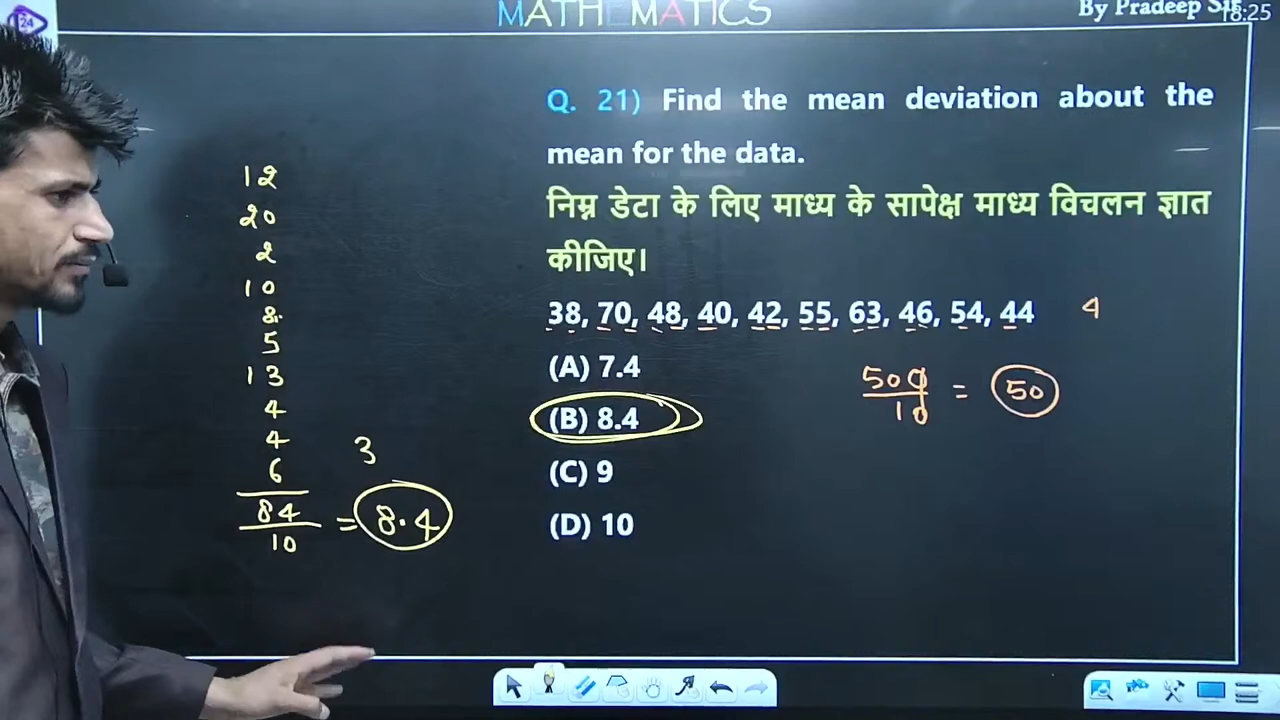 24
MATHEMATICS
By Pradeep Sir
18:25
Q. 21) Find the mean deviation about the
mean for the data.
निम्न डेटा के लिए माध्य के सापेक्ष माध्य विचलन ज्ञात
कीजिए।
38, 70, 48, 40, 42, 55, 63, 46, 54, 44 4
(A) 7.4
(B) 8.4
(C) 9
(D) 10
500
10
= 50
12
20
2
10
8
5
13
4
4
6
3
84
10
= 8.4